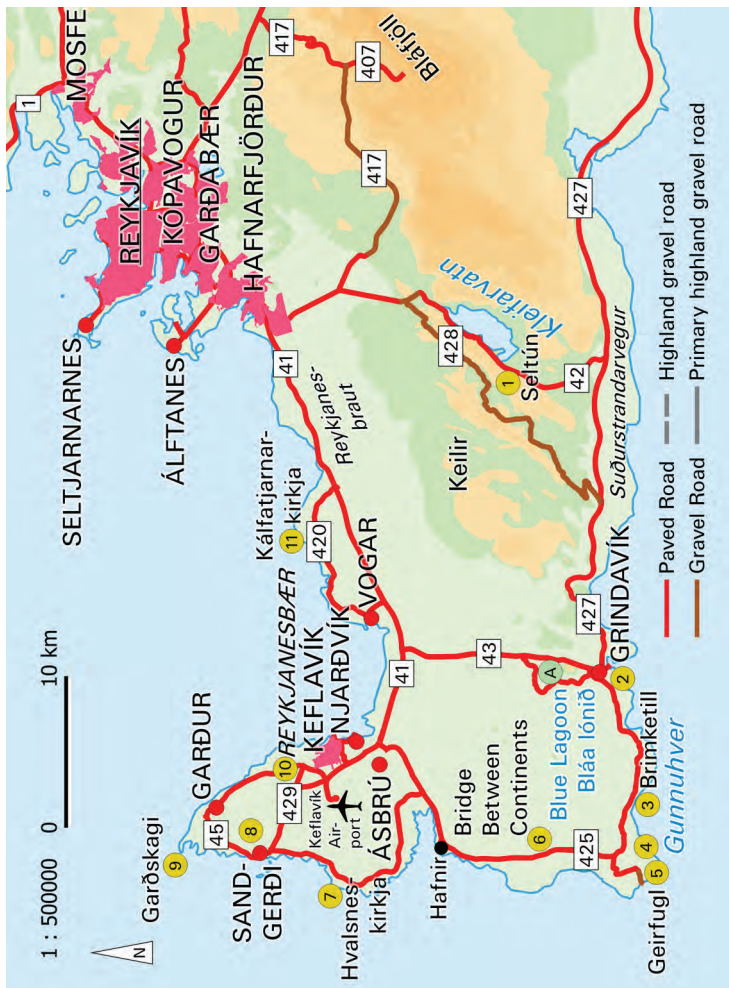 1 : 500000
0
10 km
N
1
MOSFE
SELTJARNARNES
REYKJAVÍK
9
Garðskagi
GARÐUR
ÁLFTANES
KÓPAVOGUR
45
8
GARÐABÆR
SAND-
GERÐI
429
10
REYKJANESBÆR
KEFLAVÍK
NJARÐVÍK
Kálfatjarnar-
kirkja
11
420
HAFNARFJÖRÐUR
417
41
Keflavík
Air-
port
7
Hvalsnes-
kirkja
ÁSBRÚ
VOGAR
Reykjanes-
braut
407
Bláfjöll
41
417
Hafnir
Bridge
Between
Continents
43
Keilir
428
Kleifarvatn
1
Seltún
6
A
Blue Lagoon
Bláa lónið
42
427
425
427
GRINDAVÍK
Suðurstrandarvegur
2
3
Brimketill
4
Gunnuhver
5
Geirfugl
Paved Road
Highland gravel road
Gravel Road
Primary highland gravel road